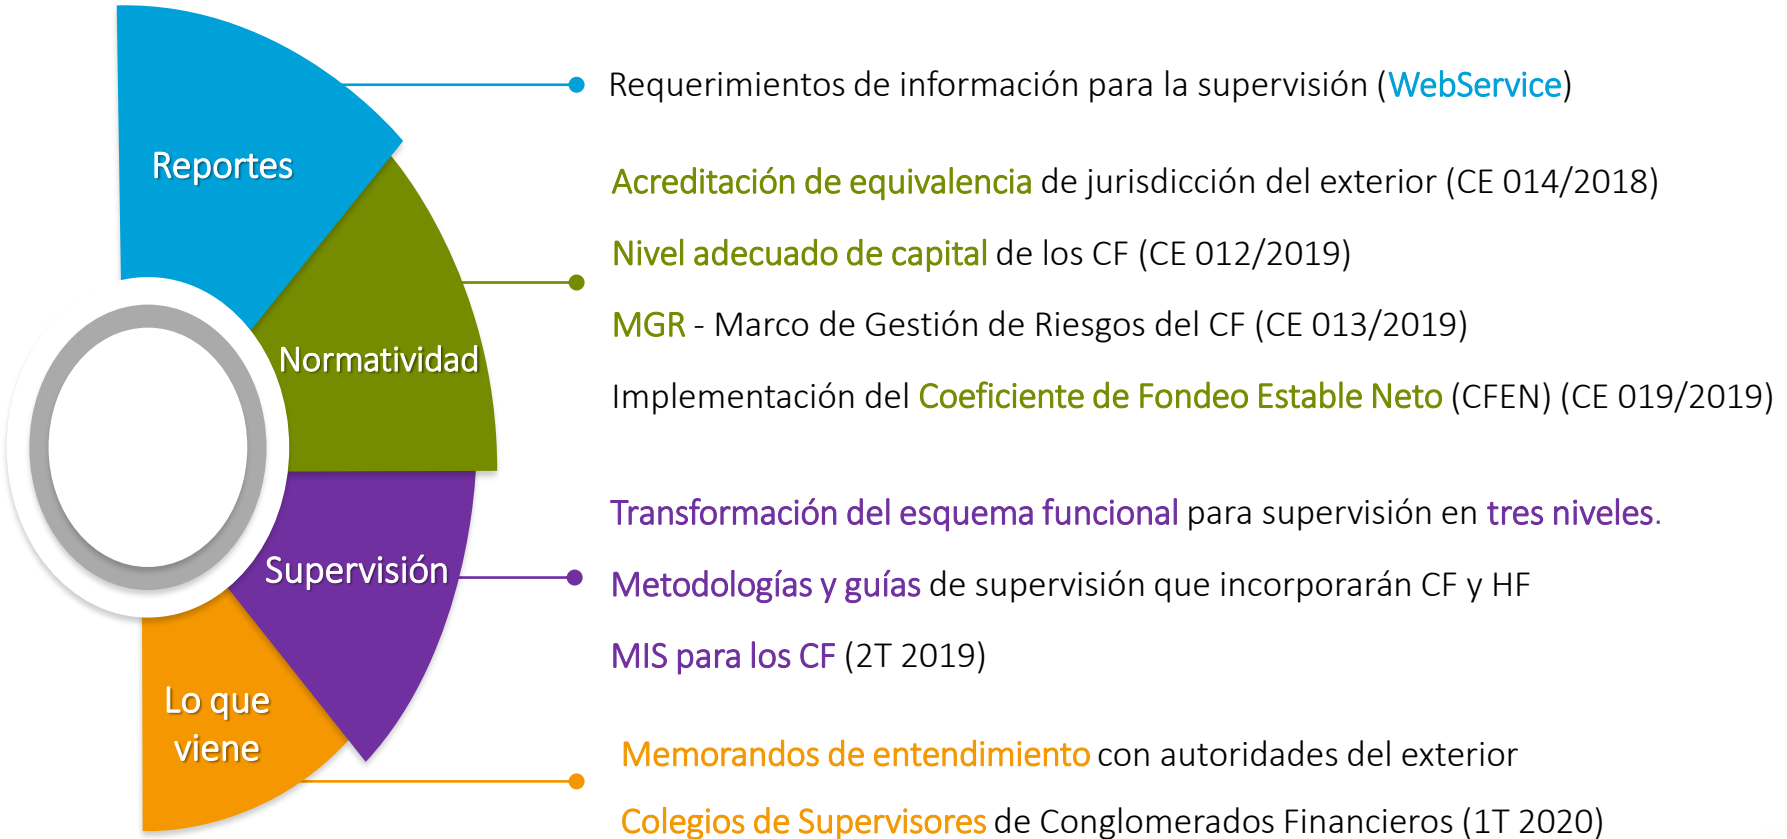 Reportes
Requerimientos de información para la supervisión (WebService)
Normatividad
Acreditación de equivalencia de jurisdicción del exterior (CE 014/2018)
Nivel adecuado de capital de los CF (CE 012/2019)
MGR - Marco de Gestión de Riesgos del CF (CE 013/2019)
Implementación del Coeficiente de Fondeo Estable Neto (CFEN) (CE 019/2019)
Supervisión
Transformación del esquema funcional para supervisión en tres niveles.
Metodologías y guías de supervisión que incorporarán CF y HF
MIS para los CF (2T 2019)
Lo que
viene
Memorandos de entendimiento con autoridades del exterior
Colegios de Supervisores de Conglomerados Financieros (1T 2020)